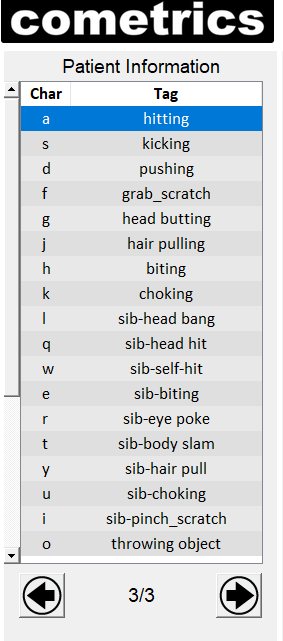 cometrics
Patient Information
Char Tag
a hitting
s kicking
d pushing
f grab_scratch
g head butting
j hair pulling
h biting
k choking
l sib-head bang
q sib-head hit
w sib-self-hit
e sib-biting
r sib-eye poke
t sib-body slam
y sib-hair pull
u sib-choking
i sib-pinch_scratch
o throwing object
3/3